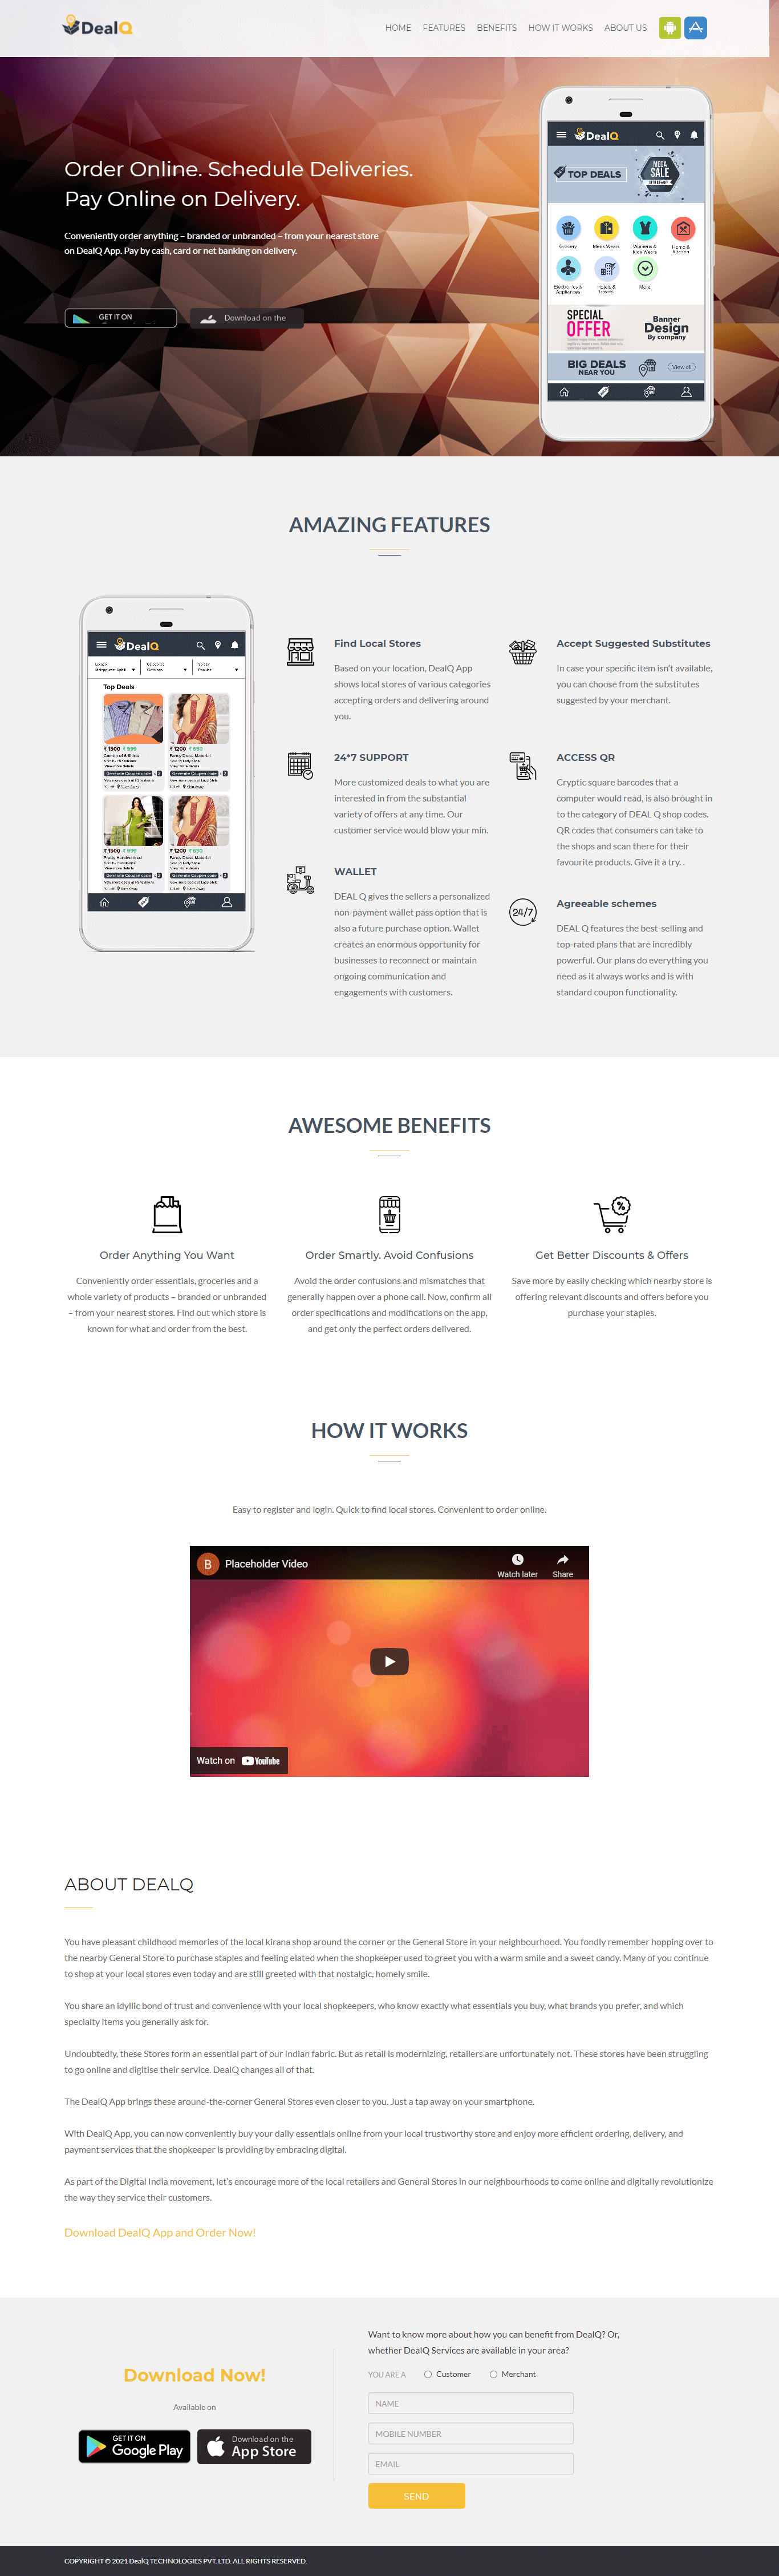 DealQ
HOME FEATURES BENEFITS HOW IT WORKS ABOUT US
Order Online. Schedule Deliveries.
Pay Online on Delivery.
Conveniently order anything – branded or unbranded – from your nearest store
on DealQ App. Pay by cash, card or net banking on delivery.
GET IT ON
Download on the
DealQ
TOP DEALS
MEGA
SALE
Grocery
Mens Wears
Womens &
Kids Wears
Home &
Kitchen
Electronics &
Appliances
Hotels &
Travels
More
SPECIAL
OFFER
Banner
Design
By company
BIG DEALS
NEAR YOU
View all
AMAZING FEATURES
DealQ
Top Deals
₹ 1500 ₹ 999
Combo of 5 Shirts
View more details
Generate Coupon code
₹ 1200 ₹ 650
Fancy Dress Material
Sold by Lady Style
View more details
Generate Coupon code
₹ 1500 ₹ 999
Pretty Handcrafted
₹ 1200 ₹ 650
Fancy Dress Material
Sold by Lady Style
Find Local Stores
Based on your location, DealQ App
shows local stores of various categories
accepting orders and delivering around
you.
Accept Suggested Substitutes
In case your specific item isn't available,
you can choose from the substitutes
suggested by your merchant.
24*7 SUPPORT
More customized deals to what you are
interested in from the substantial
variety of offers at any time. Our
customer service would blow your min.
ACCESS QR
Cryptic square barcodes that a
computer would read, is also brought in
to the category of DEAL Q shop codes.
QR codes that consumers can take to
the shops and scan there for their
favourite products. Give it a try. .
WALLET
DEAL Q gives the sellers a personalized
non-payment wallet pass option that is
also a future purchase option. Wallet
creates an enormous opportunity for
businesses to reconnect or maintain
ongoing communication and
engagements with customers.
24/7
Agreeable schemes
DEAL Q features the best-selling and
top-rated plans that are incredibly
powerful. Our plans do everything you
need as it always works and is with
standard coupon functionality.
AWESOME BENEFITS
Order Anything You Want
Conveniently order essentials, groceries and a
whole variety of products – branded or unbranded
– from your nearest stores. Find out which store is
known for what and order from the best.
Order Smartly. Avoid Confusions
Avoid the order confusions and mismatches that
generally happen over a phone call. Now, confirm all
order specifications and modifications on the app,
and get only the perfect orders delivered.
%
Get Better Discounts & Offers
Save more by easily checking which nearby store is
offering relevant discounts and offers before you
purchase your staples.
HOW IT WORKS
Easy to register and login. Quick to find local stores. Convenient to order online.
B Placeholder Video
Watch later Share
Watch on YouTube
ABOUT DEALQ
You have pleasant childhood memories of the local kirana shop around the corner or the General Store in your neighbourhood. You fondly remember hopping over to
the nearby General Store to purchase staples and feeling elated when the shopkeeper used to greet you with a warm smile and a sweet candy. Many of you continue
to shop at your local stores even today and are still greeted with that nostalgic, homely smile.
You share an idyllic bond of trust and convenience with your local shopkeepers, who know exactly what essentials you buy, what brands you prefer, and which
specialty items you generally ask for.
Undoubtedly, these Stores form an essential part of our Indian fabric. But as retail is modernizing, retailers are unfortunately not. These stores have been struggling
to go online and digitise their service. DealQ changes all of that.
The DealQ App brings these around-the-corner General Stores even closer to you. Just a tap away on your smartphone.
With DealQ App, you can now conveniently buy your daily essentials online from your local trustworthy store and enjoy more efficient ordering, delivery, and
payment services that the shopkeeper is providing by embracing digital.
As part of the Digital India movement, let's encourage more of the local retailers and General Stores in our neighbourhoods to come online and digitally revolutionize
the way they service their customers.
Download DealQ App and Order Now!
Download Now!
Available on
GET IT ON
Google Play
Download on the
App Store
Want to know more about how you can benefit from DealQ? Or,
whether DealQ Services are available in your area?
YOU ARE A Customer Merchant
NAME
MOBILE NUMBER
EMAIL
SEND
COPYRIGHT © 2021 DealQ TECHNOLOGIES PVT. LTD. ALL RIGHTS RESERVED.